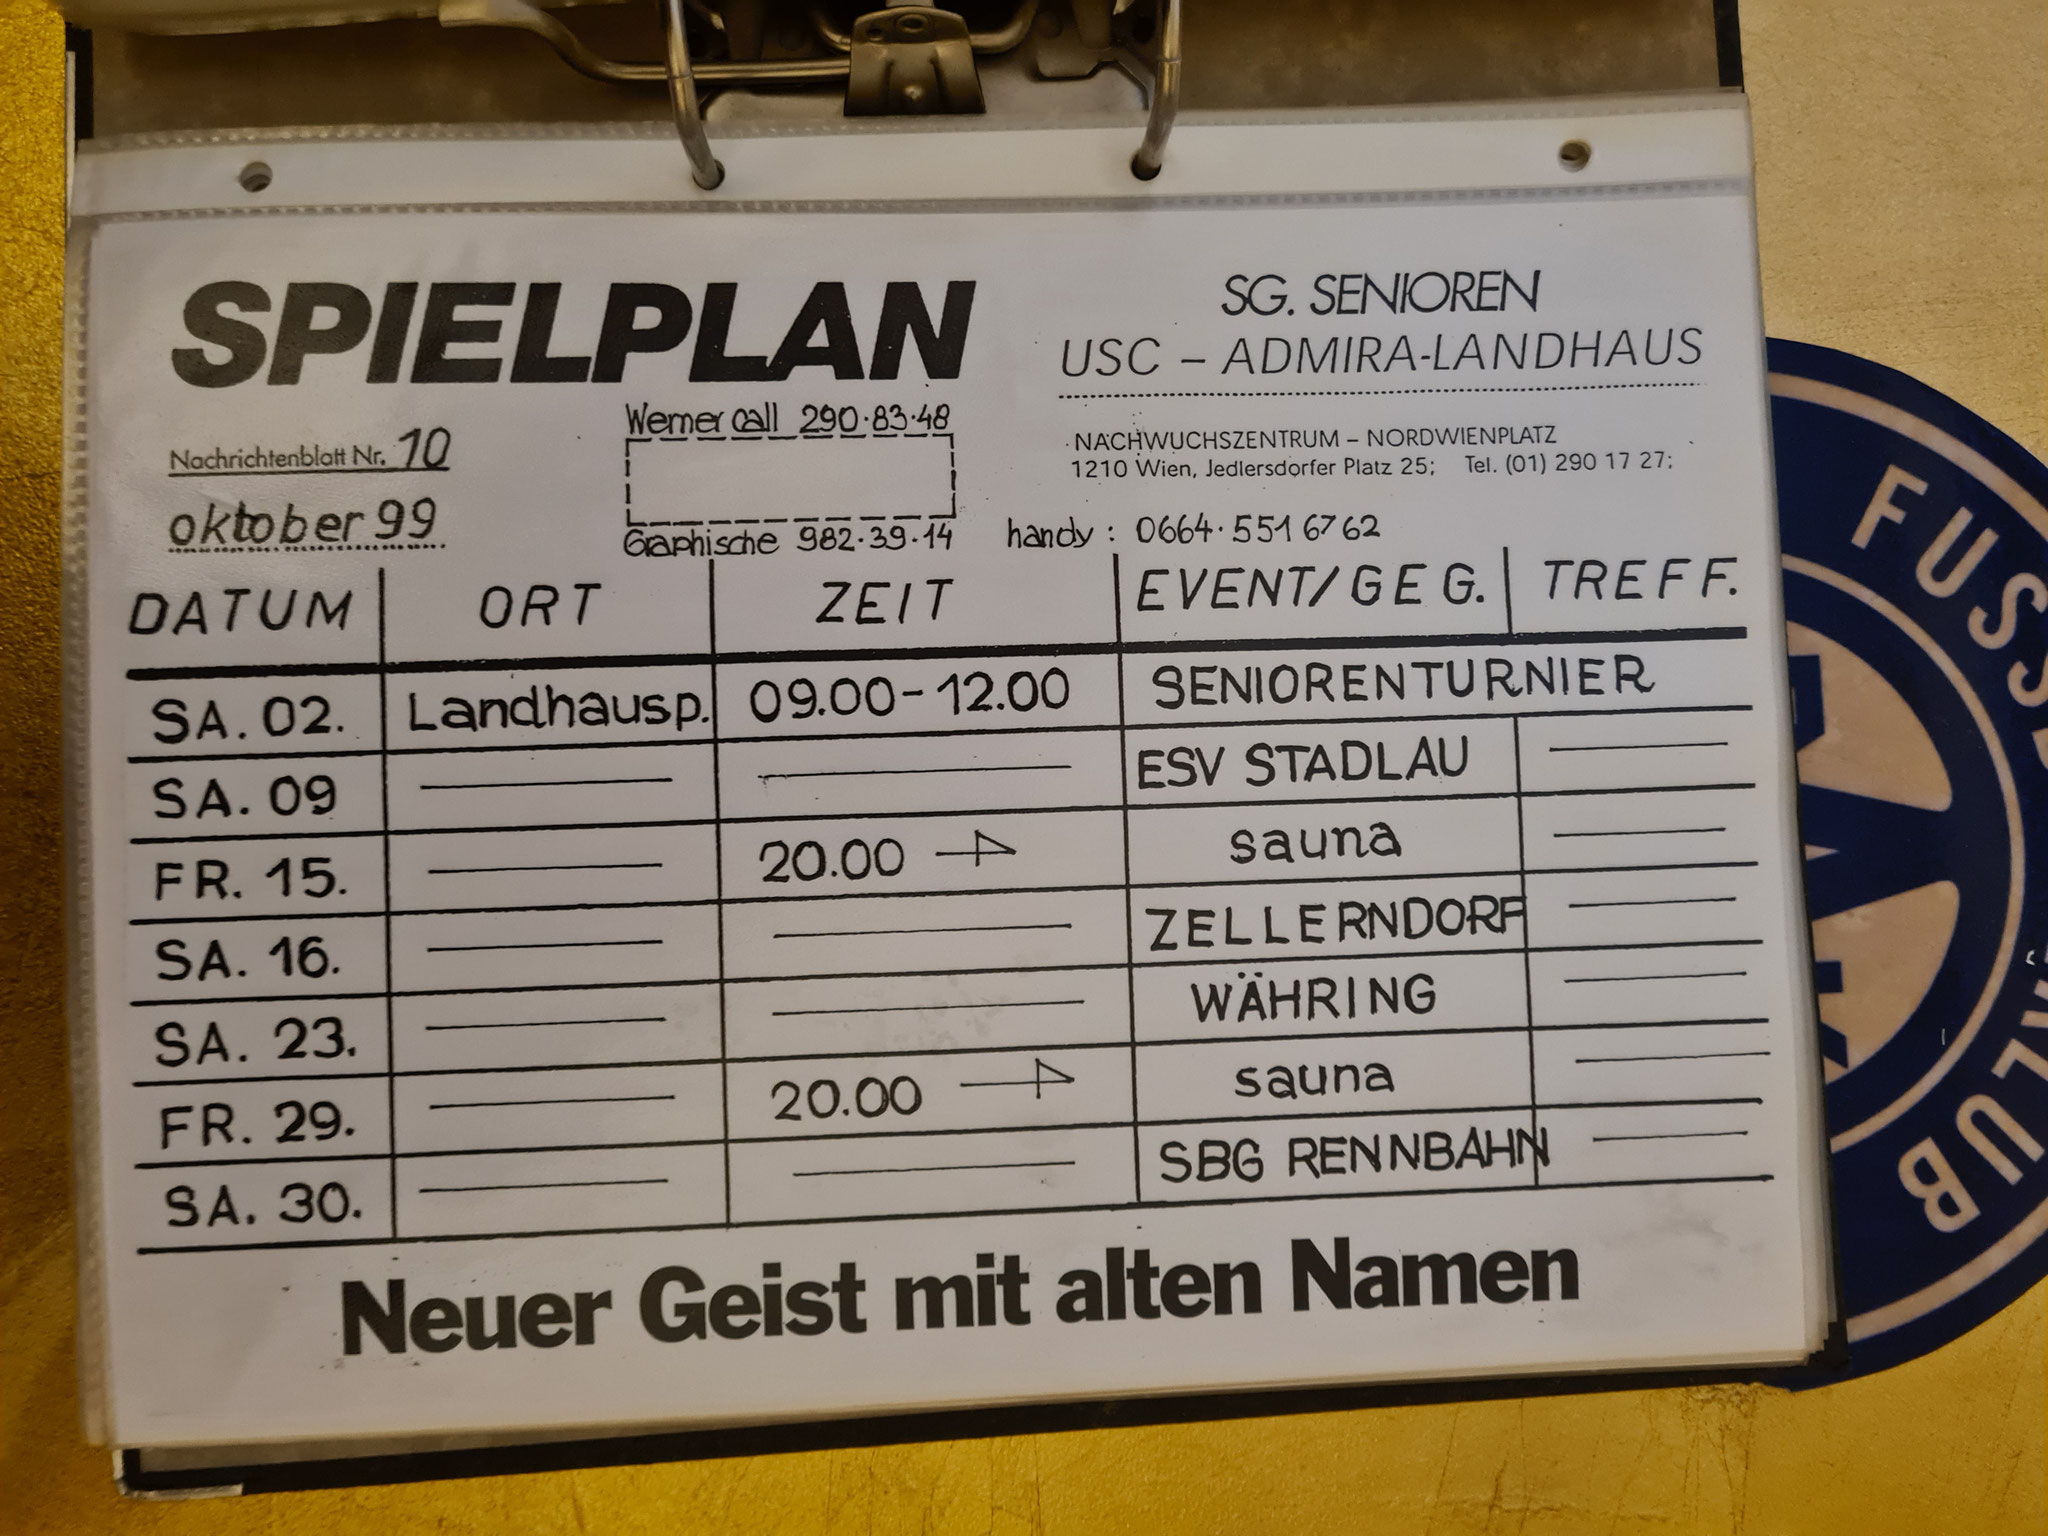 SPIELPLAN
SG. SENIOREN
USC – ADMIRA-LANDHAUS
Nachrichtenblatt Nr. 10
oktober 99
Werner call 290·83·48
Graphische 982·39·14
NACHWUCHSZENTRUM – NORDWIENPLATZ
1210 Wien, Jedlersdorfer Platz 25; Tel. (01) 290 17 27;
handy : 0664·551 67 62
DATUM ORT ZEIT EVENT/GEG. TREFF.
SA. 02. Landhausp. 09.00-12.00 SENIORENTURNIER
SA. 09 ESV STADLAU
FR. 15. 20.00 sauna
SA. 16. ZELLERNDORF
SA. 23. WÄHRING
FR. 29. 20.00 sauna
SA. 30. SBG RENNBAHN
Neuer Geist mit alten Namen